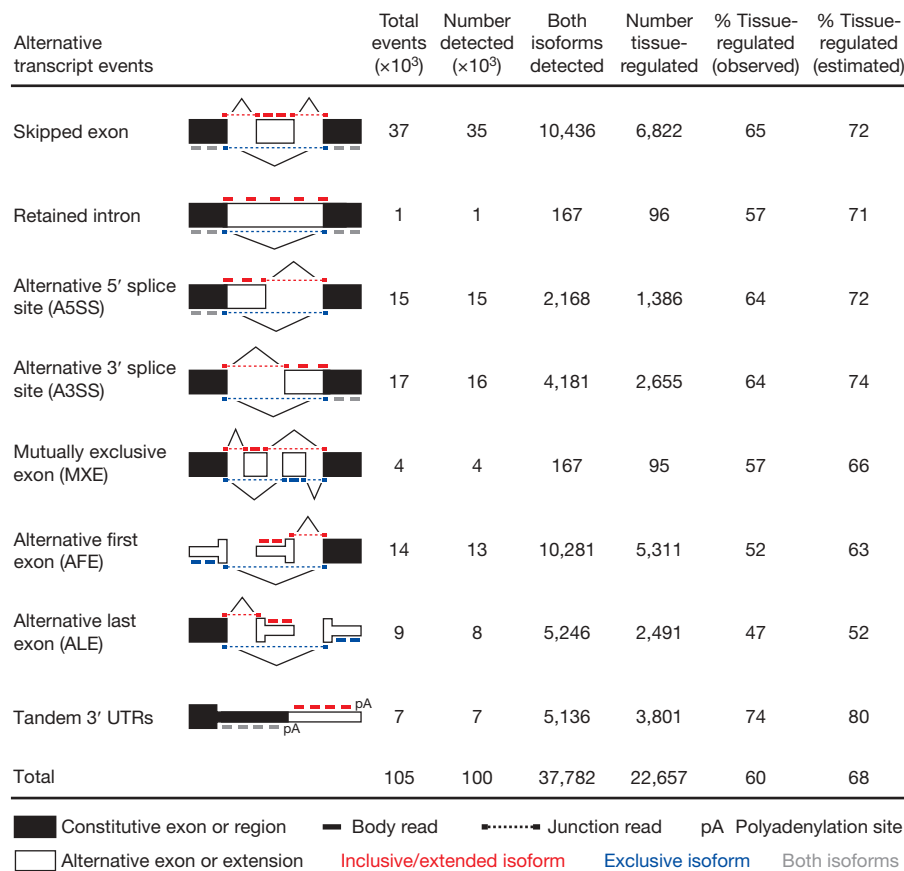 Alternative transcript events Total events (×10³) Number detected (×10³) Both isoforms detected Number tissue-regulated % Tissue-regulated (observed) % Tissue-regulated (estimated)
Skipped exon 37 35 10,436 6,822 65 72
Retained intron 1 1 167 96 57 71
Alternative 5′ splice site (A5SS) 15 15 2,168 1,386 64 72
Alternative 3′ splice site (A3SS) 17 16 4,181 2,655 64 74
Mutually exclusive exon (MXE) 4 4 167 95 57 66
Alternative first exon (AFE) 14 13 10,281 5,311 52 63
Alternative last exon (ALE) 9 8 5,246 2,491 47 52
Tandem 3′ UTRs pA pA 7 7 5,136 3,801 74 80
Total 105 100 37,782 22,657 60 68
Constitutive exon or region Body read Junction read pA Polyadenylation site
Alternative exon or extension Inclusive/extended isoform Exclusive isoform Both isoforms